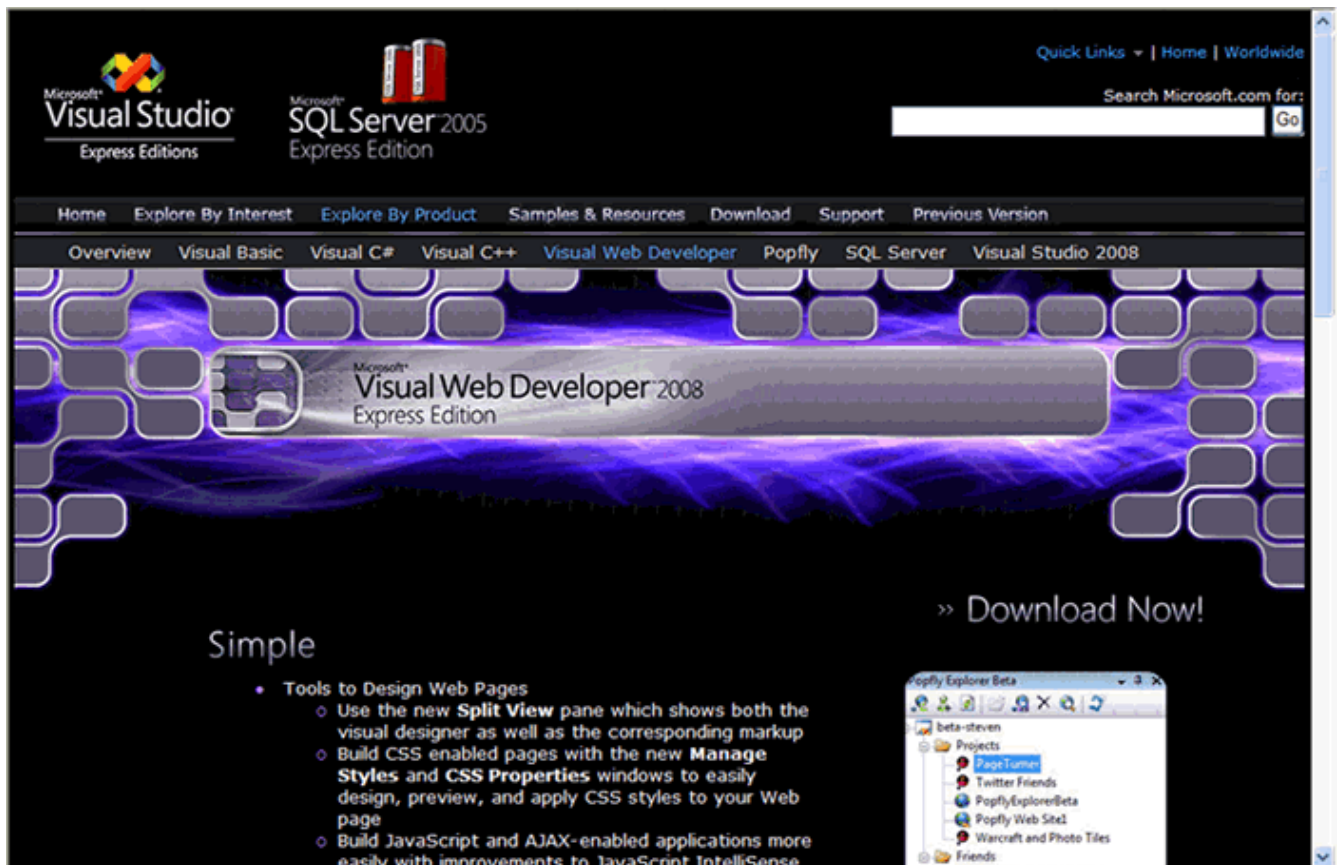 Quick Links | Home | Worldwide
Microsoft
Visual Studio
Express Editions
Microsoft
SQL Server 2005
Express Edition
Search Microsoft.com for:
Go
Home Explore By Interest Explore By Product Samples & Resources Download Support Previous Version
Overview Visual Basic Visual C# Visual C++ Visual Web Developer Popfly SQL Server Visual Studio 2008
Microsoft
Visual Web Developer 2008
Express Edition
» Download Now!
Simple
• Tools to Design Web Pages
Use the new Split View pane which shows both the
visual designer as well as the corresponding markup
Build CSS enabled pages with the new Manage
Styles and CSS Properties windows to easily
design, preview, and apply CSS styles to your Web
page
Build JavaScript and AJAX-enabled applications more
easily with improvements to JavaScript IntelliSense
Popfly Explorer Beta
beta-steven
Projects
PageTurner
Twitter Friends
PopflyExplorerBeta
Popfly Web Site1
Warcraft and Photo Tiles
Friends